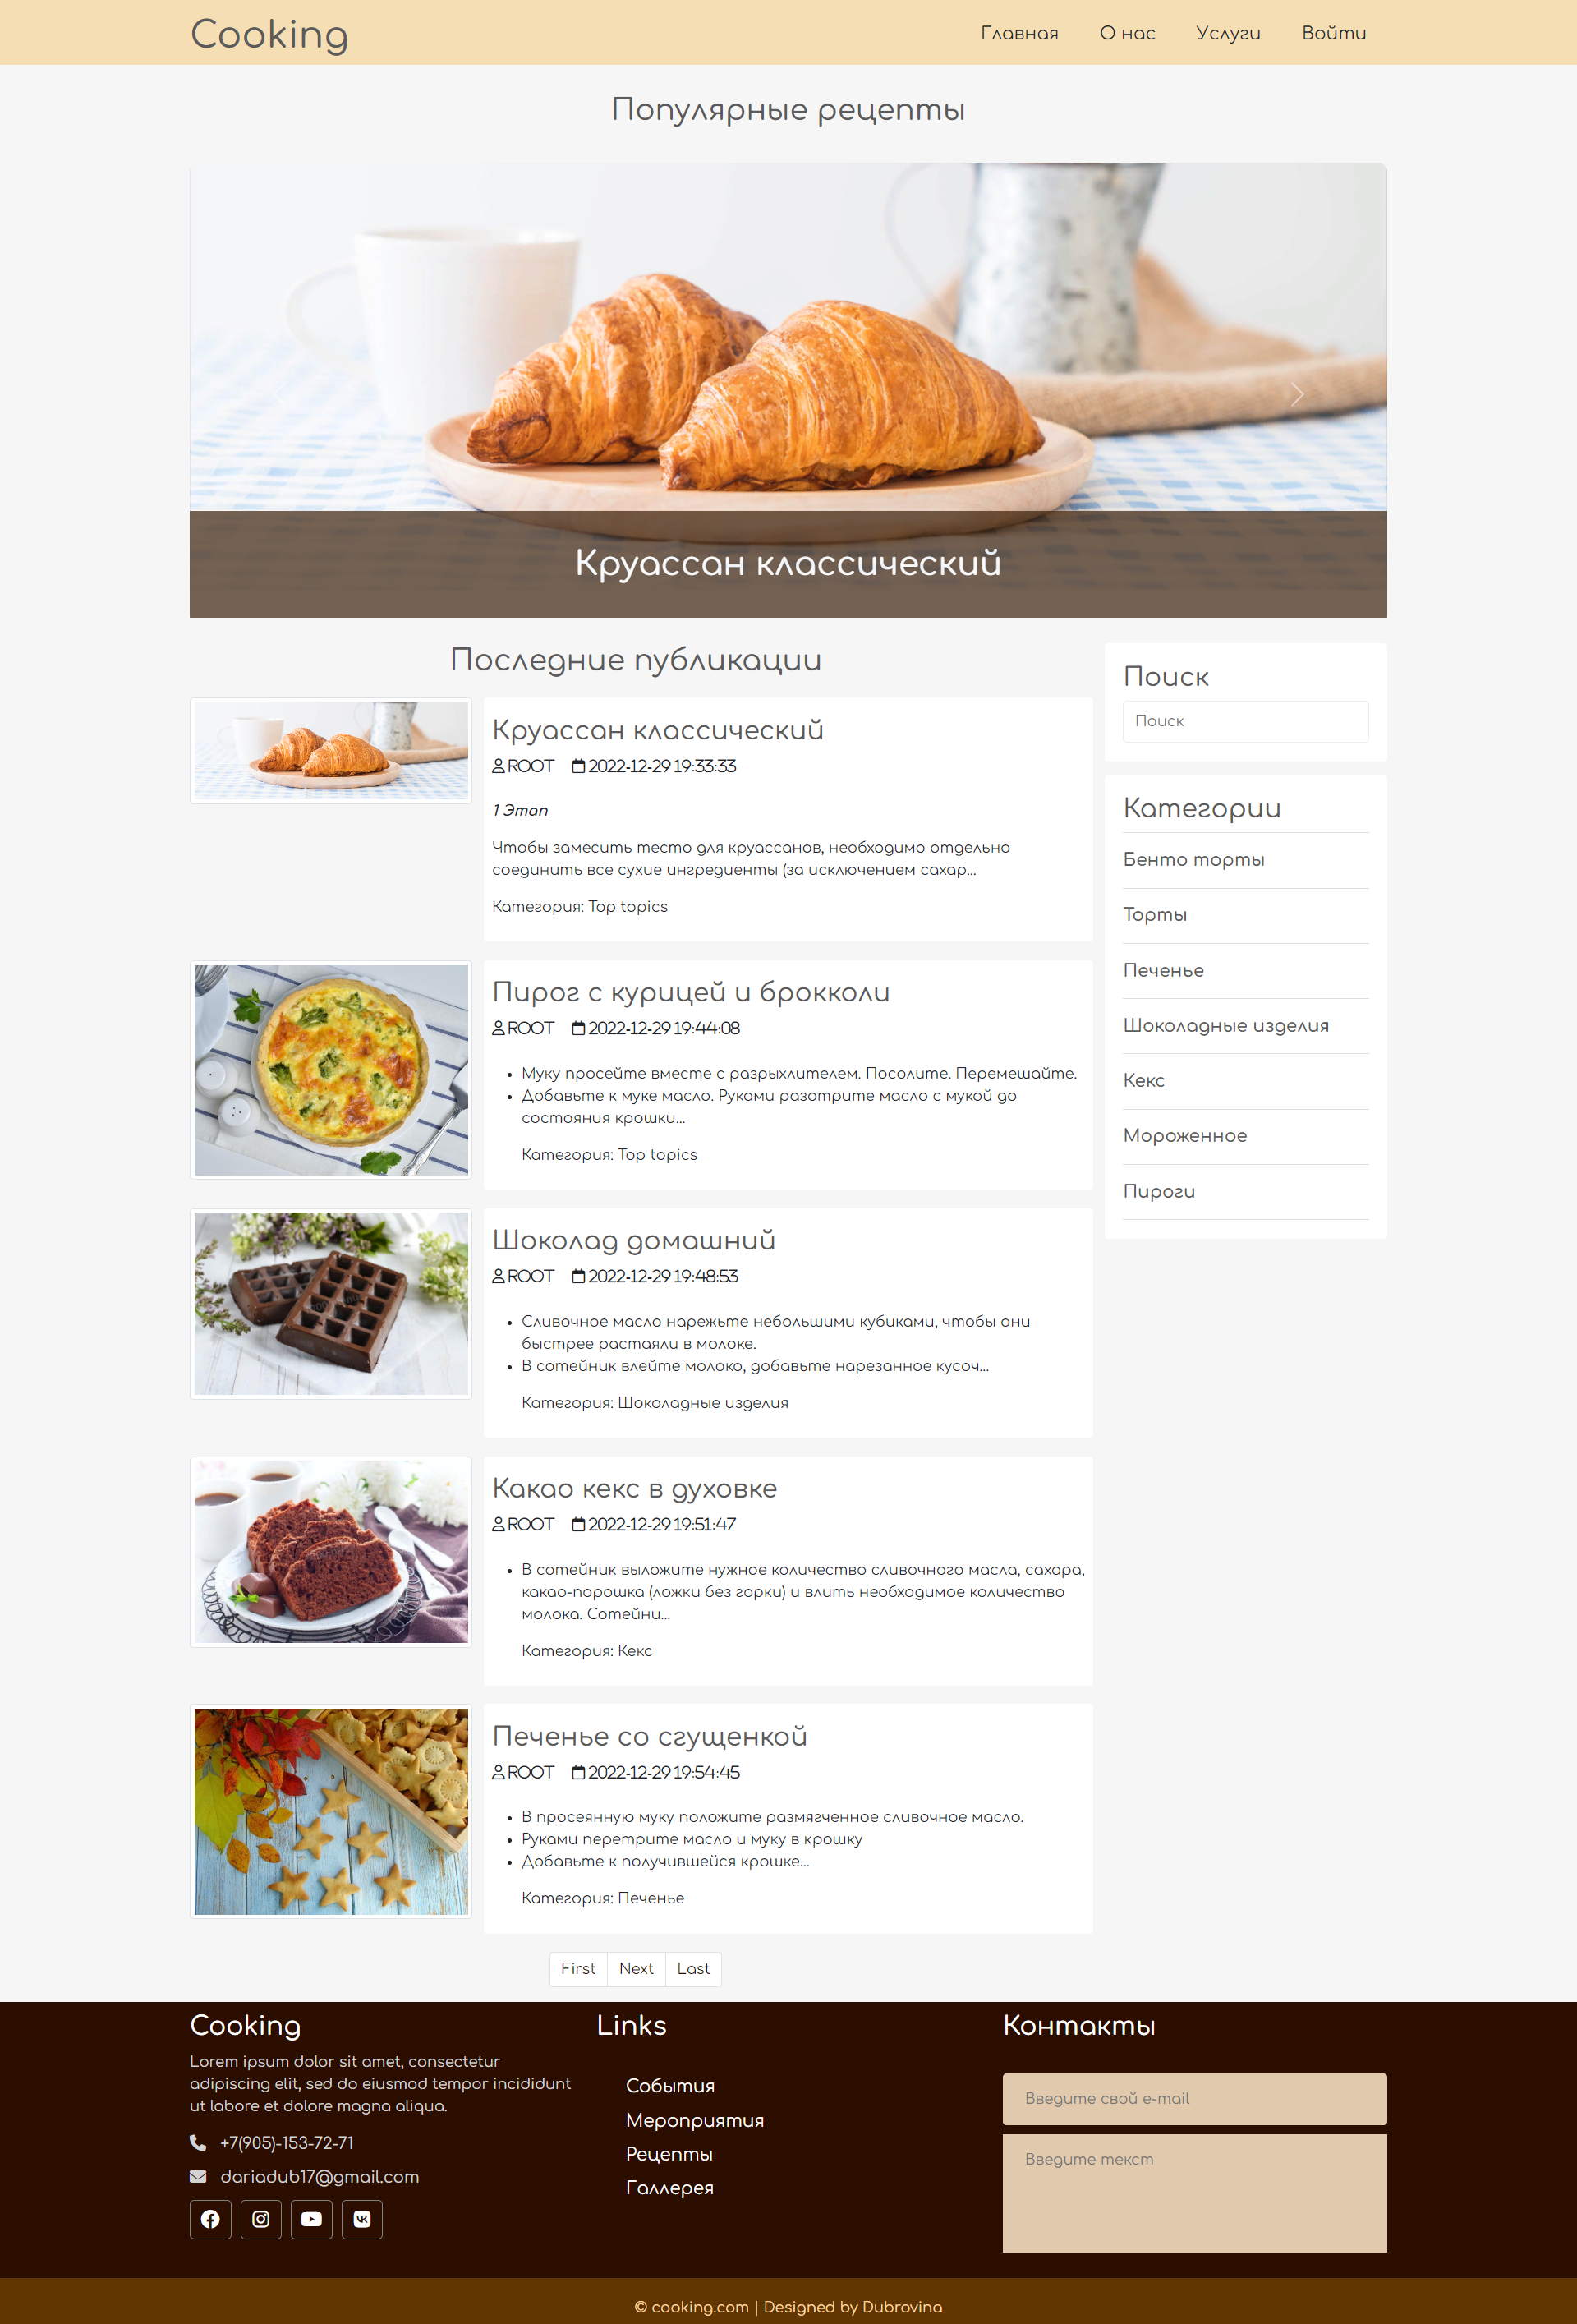 Cooking
Главная О нас Услуги Войти
Популярные рецепты
Круассан классический
Последние публикации
Круассан классический
ROOT 2022-12-29 19:33:33
1 Этап
Чтобы замесить тесто для круассанов, необходимо отдельно
соединить все сухие ингредиенты (за исключением сахар...
Категория: Top topics
Пирог с курицей и брокколи
ROOT 2022-12-29 19:44:08
• Муку просейте вместе с разрыхлителем. Посолите. Перемешайте.
• Добавьте к муке масло. Руками разотрите масло с мукой до
состояния крошки...
Категория: Top topics
Шоколад домашний
ROOT 2022-12-29 19:48:53
• Сливочное масло нарежьте небольшими кубиками, чтобы они
быстрее растаяли в молоке.
• В сотейник влейте молоко, добавьте нарезанное кусоч...
Категория: Шоколадные изделия
Какао кекс в духовке
ROOT 2022-12-29 19:51:47
• В сотейник выложите нужное количество сливочного масла, сахара,
какао-порошка (ложки без горки) и влить необходимое количество
молока. Сотейни...
Категория: Кекс
Печенье со сгущенкой
ROOT 2022-12-29 19:54:45
• В просеянную муку положите размягченное сливочное масло.
• Руками перетрите масло и муку в крошку
• Добавьте к получившейся крошке...
Категория: Печенье
First Next Last
Поиск
Поиск
Категории
Бенто торты
Торты
Печенье
Шоколадные изделия
Кекс
Мороженное
Пироги
Cooking
Lorem ipsum dolor sit amet, consectetur
adipiscing elit, sed do eiusmod tempor incididunt
ut labore et dolore magna aliqua.
+7(905)-153-72-71
dariadub17@gmail.com
Links
События
Мероприятия
Рецепты
Галлерея
Контакты
Введите свой e-mail
Введите текст
© cooking.com | Designed by Dubrovina